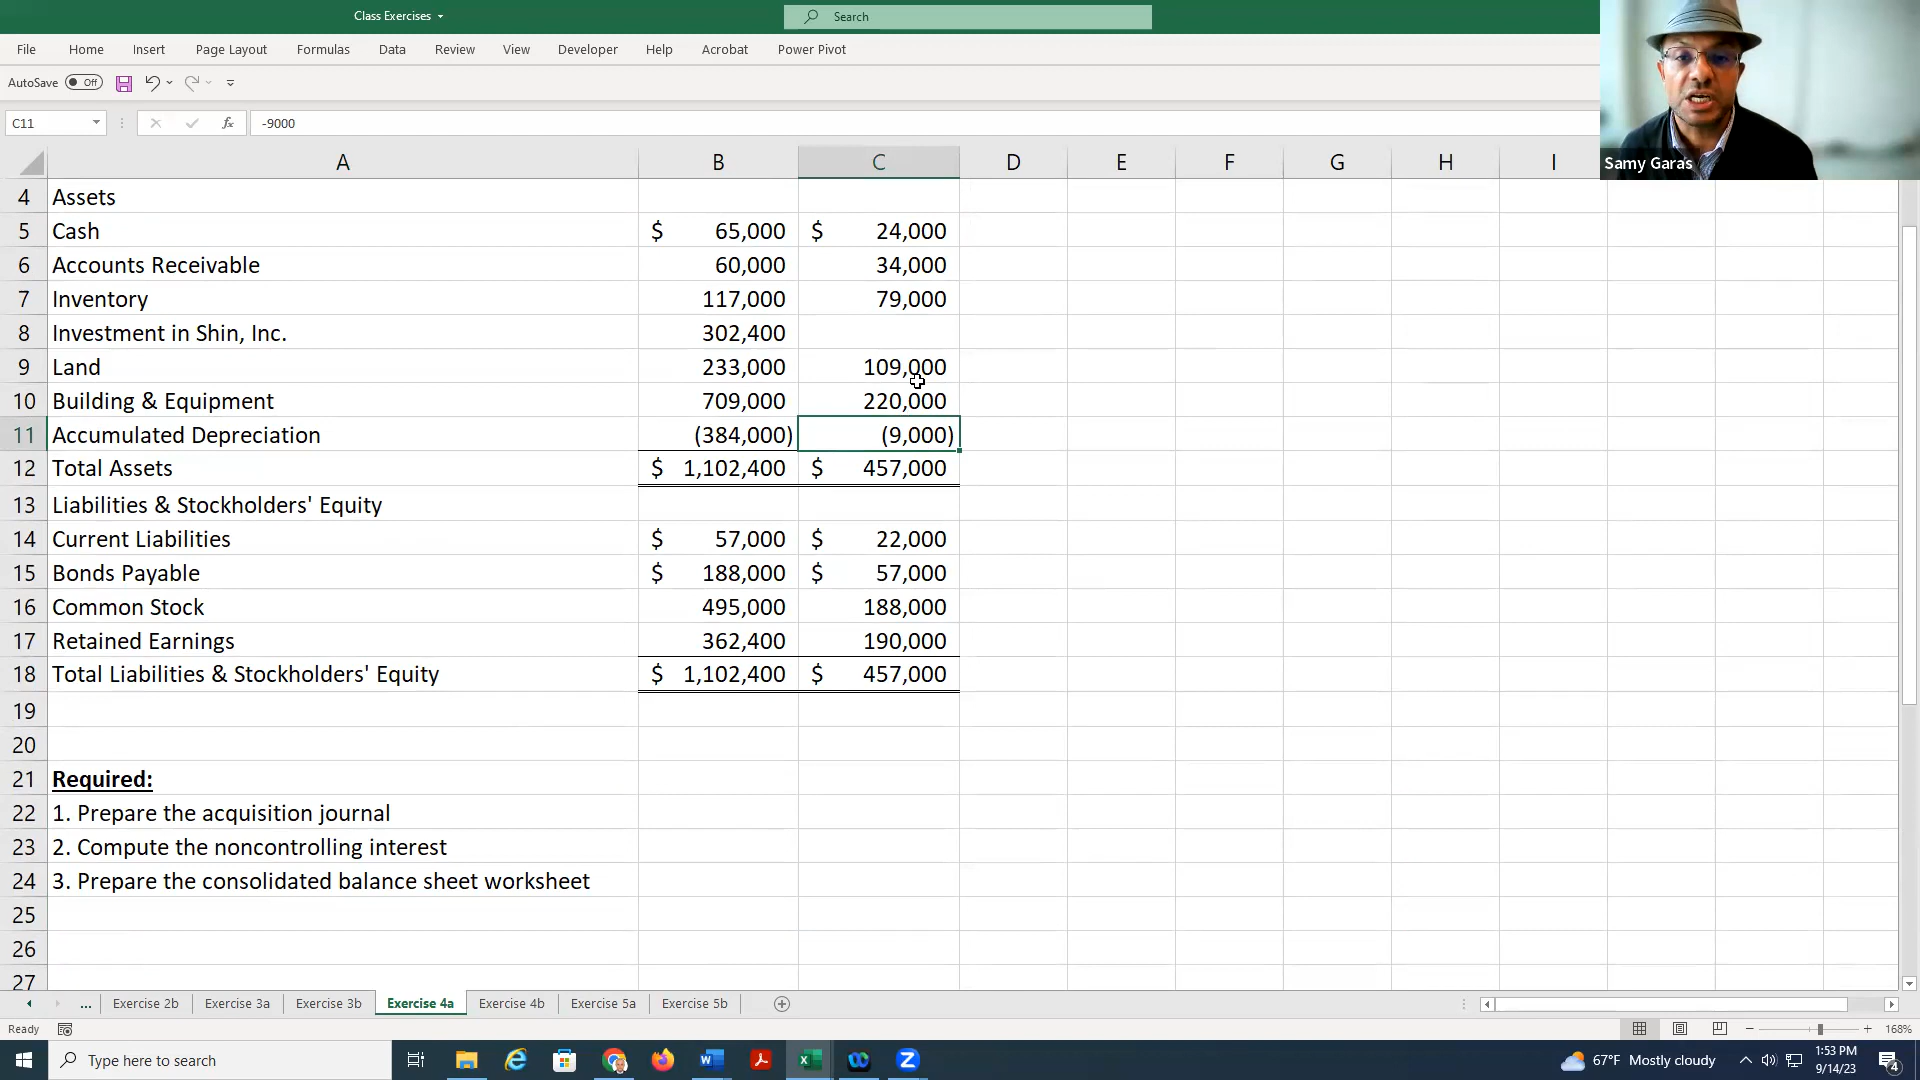 Class Exercises
Search
File Home Insert Page Layout Formulas Data Review View Developer Help Acrobat Power Pivot
AutoSave Off
C11 fx -9000
A B C D E F G H I
Samy Garas
4 Assets
5 Cash $ 65,000 $ 24,000
6 Accounts Receivable 60,000 34,000
7 Inventory 117,000 79,000
8 Investment in Shin, Inc. 302,400
9 Land 233,000 109,000
10 Building & Equipment 709,000 220,000
11 Accumulated Depreciation (384,000) (9,000)
12 Total Assets $ 1,102,400 $ 457,000
13 Liabilities & Stockholders' Equity
14 Current Liabilities $ 57,000 $ 22,000
15 Bonds Payable $ 188,000 $ 57,000
16 Common Stock 495,000 188,000
17 Retained Earnings 362,400 190,000
18 Total Liabilities & Stockholders' Equity $ 1,102,400 $ 457,000
19
20
21 Required:
22 1. Prepare the acquisition journal
23 2. Compute the noncontrolling interest
24 3. Prepare the consolidated balance sheet worksheet
25
26
27
... Exercise 2b Exercise 3a Exercise 3b Exercise 4a Exercise 4b Exercise 5a Exercise 5b
Ready 168%
Type here to search 67°F Mostly cloudy 1:53 PM
9/14/23 4